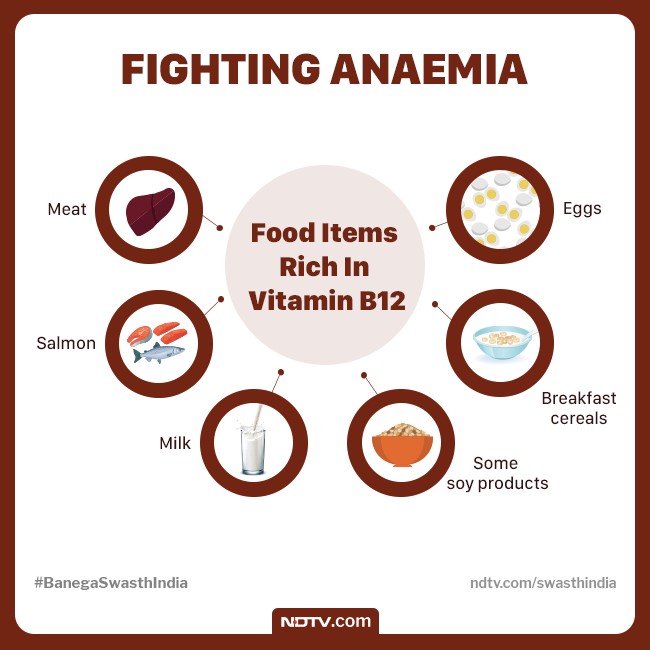 FIGHTING ANAEMIA
Food Items
Rich In
Vitamin B12
Meat
Salmon
Milk
Some
soy products
Breakfast
cereals
Eggs
#BanegaSwasthIndia
ndtv.com/swasthindia
NDTV.com